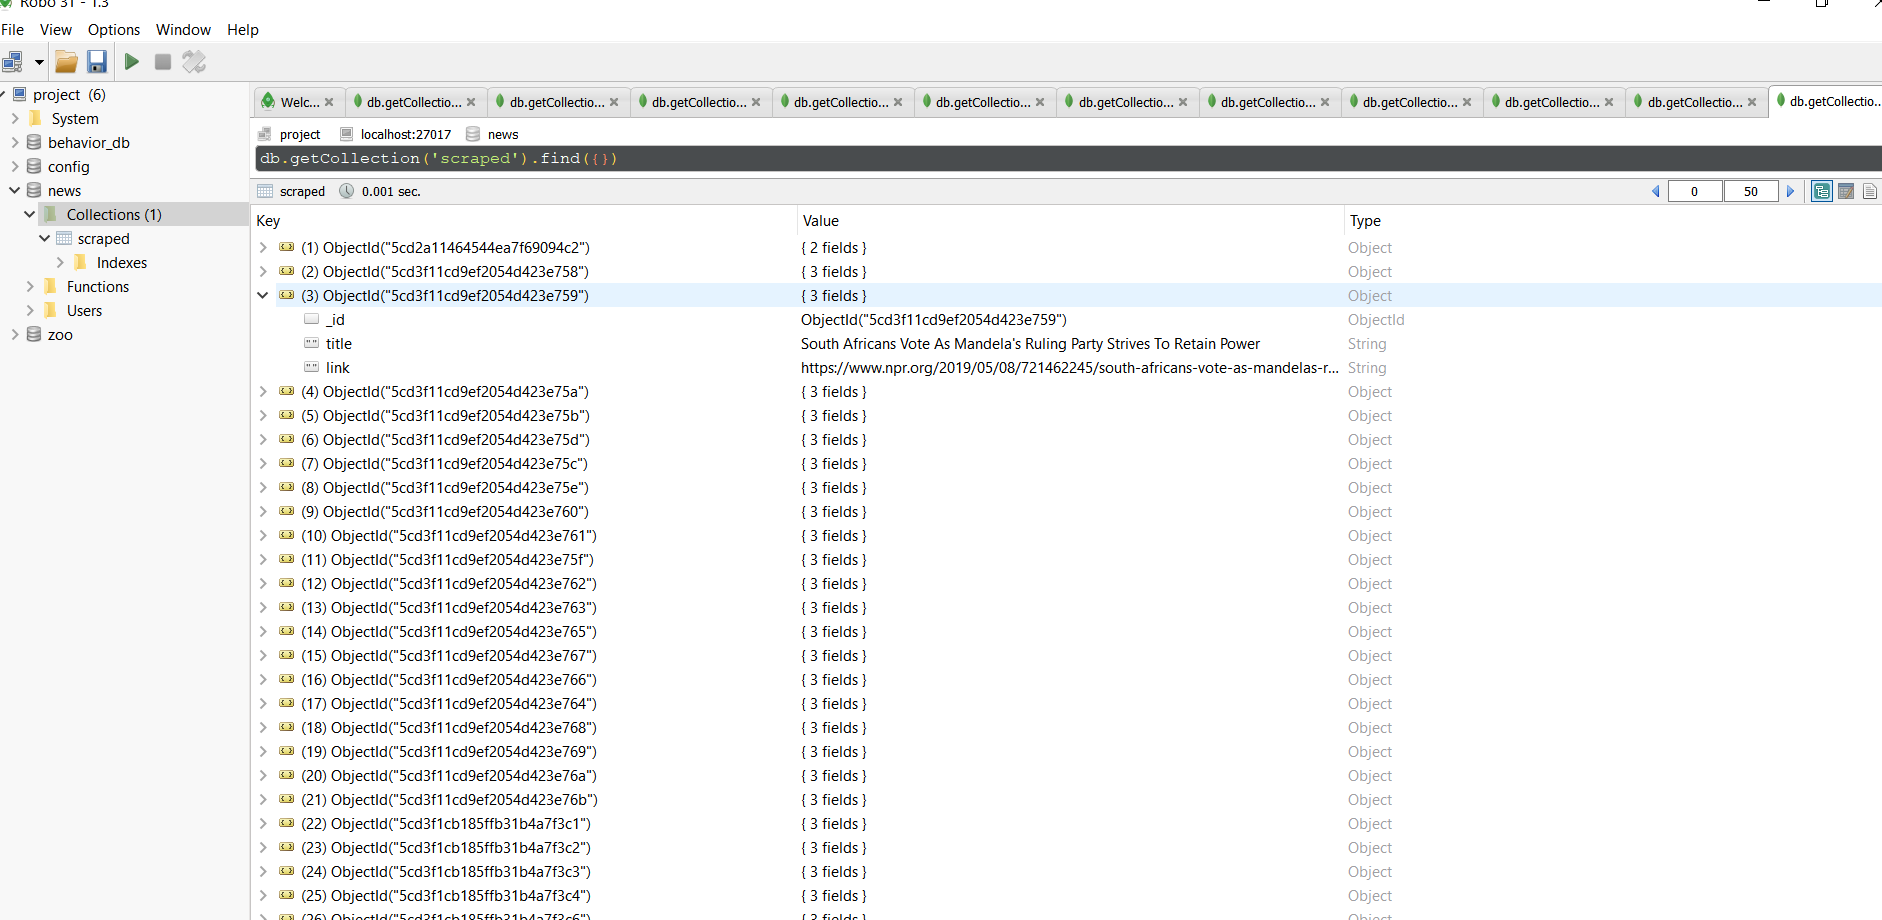 Robo 3T - 1.3
File View Options Window Help
project (6)
System
behavior_db
config
news
Collections (1)
scraped
Indexes
Functions
Users
zoo
Welc... db.getCollectio... db.getCollectio... db.getCollectio... db.getCollectio... db.getCollectio... db.getCollectio... db.getCollectio... db.getCollectio... db.getCollectio... db.getCollectio... db.getCollectio...
project localhost:27017 news
db.getCollection('scraped').find({})
scraped 0.001 sec. 0 50
Key Value Type
(1) ObjectId("5cd2a11464544ea7f69094c2") { 2 fields } Object
(2) ObjectId("5cd3f11cd9ef2054d423e758") { 3 fields } Object
(3) ObjectId("5cd3f11cd9ef2054d423e759") { 3 fields } Object
_id ObjectId("5cd3f11cd9ef2054d423e759") ObjectId
title South Africans Vote As Mandela's Ruling Party Strives To Retain Power String
link https://www.npr.org/2019/05/08/721462245/south-africans-vote-as-mandelas-r... String
(4) ObjectId("5cd3f11cd9ef2054d423e75a") { 3 fields } Object
(5) ObjectId("5cd3f11cd9ef2054d423e75b") { 3 fields } Object
(6) ObjectId("5cd3f11cd9ef2054d423e75d") { 3 fields } Object
(7) ObjectId("5cd3f11cd9ef2054d423e75c") { 3 fields } Object
(8) ObjectId("5cd3f11cd9ef2054d423e75e") { 3 fields } Object
(9) ObjectId("5cd3f11cd9ef2054d423e760") { 3 fields } Object
(10) ObjectId("5cd3f11cd9ef2054d423e761") { 3 fields } Object
(11) ObjectId("5cd3f11cd9ef2054d423e75f") { 3 fields } Object
(12) ObjectId("5cd3f11cd9ef2054d423e762") { 3 fields } Object
(13) ObjectId("5cd3f11cd9ef2054d423e763") { 3 fields } Object
(14) ObjectId("5cd3f11cd9ef2054d423e765") { 3 fields } Object
(15) ObjectId("5cd3f11cd9ef2054d423e767") { 3 fields } Object
(16) ObjectId("5cd3f11cd9ef2054d423e766") { 3 fields } Object
(17) ObjectId("5cd3f11cd9ef2054d423e764") { 3 fields } Object
(18) ObjectId("5cd3f11cd9ef2054d423e768") { 3 fields } Object
(19) ObjectId("5cd3f11cd9ef2054d423e769") { 3 fields } Object
(20) ObjectId("5cd3f11cd9ef2054d423e76a") { 3 fields } Object
(21) ObjectId("5cd3f11cd9ef2054d423e76b") { 3 fields } Object
(22) ObjectId("5cd3f1cb185ffb31b4a7f3c1") { 3 fields } Object
(23) ObjectId("5cd3f1cb185ffb31b4a7f3c2") { 3 fields } Object
(24) ObjectId("5cd3f1cb185ffb31b4a7f3c3") { 3 fields } Object
(25) ObjectId("5cd3f1cb185ffb31b4a7f3c4") { 3 fields } Object
(26) ObjectId("5cd3f1cb185ffb31b4a7f3c6") { 3 fields } Object